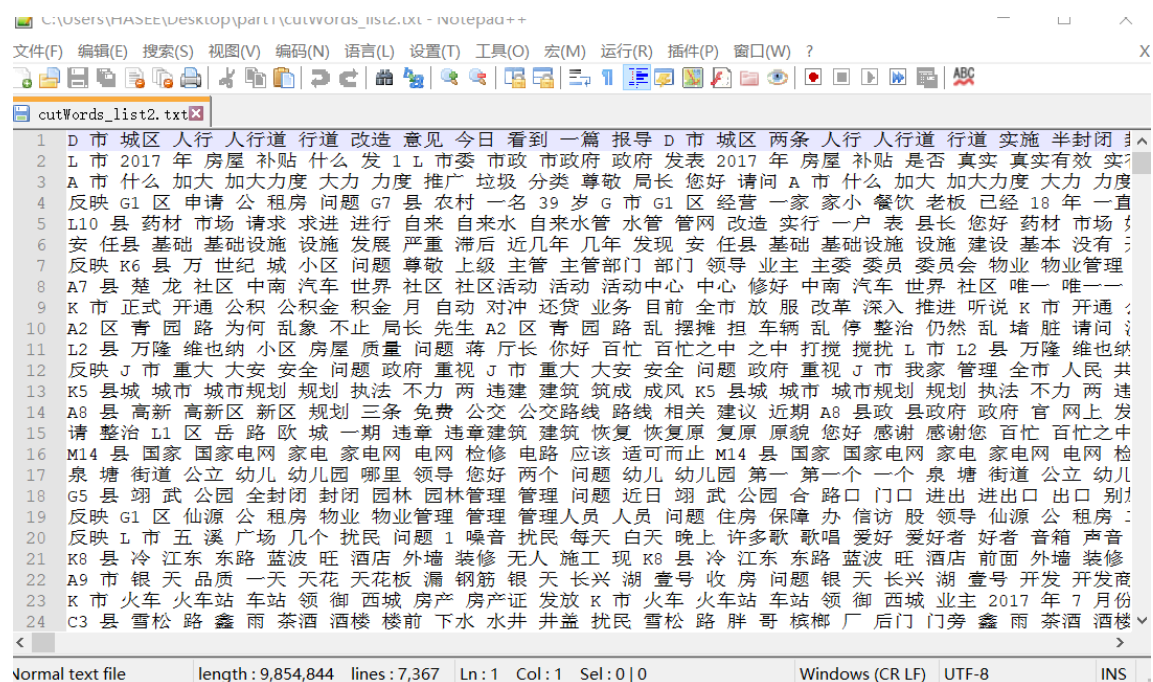 C:\Users\HASEE\Desktop\part1\cutWords_list2.txt - Notepad++
文件(F) 编辑(E) 搜索(S) 视图(V) 编码(N) 语言(L) 设置(T) 工具(O) 宏(M) 运行(R) 插件(P) 窗口(W) ? X
ABC
cutWords_list2.txt
1 D 市 城区 人行 人行道 行道 改造 意见 今日 看到 一篇 报导 D 市 城区 两条 人行 人行道 行道 实施 半封闭
2 L 市 2017 年 房屋 补贴 什么 发 1 L 市委 市政 市政府 政府 发表 2017 年 房屋 补贴 是否 真实 真实有效
3 A 市 什么 加大 加大力度 大力 力度 推广 垃圾 分类 尊敬 局长 您好 请问 A 市 什么 加大 加大力度 大力 力度
4 反映 G1 区 申请 公 租房 问题 G7 县 农村 一名 39 岁 G 市 G1 区 经营 一家 家小 餐饮 老板 已经 18 年 一直
5 L10 县 药材 市场 请求 求进 进行 自来 自来水 自来水管 水管 管网 改造 实行 一户 表 县长 您好 药材 市场
6 安 任县 基础 基础设施 设施 发展 严重 滞后 近几年 几年 发现 安 任县 基础 基础设施 设施 建设 基本 没有
7 反映 K6 县 万 世纪 城 小区 问题 尊敬 上级 主管 主管部门 部门 领导 业主 主委 委员 委员会 物业 物业管理
8 A7 县 楚 龙 社区 中南 汽车 世界 社区 社区活动 活动 活动中心 中心 修好 中南 汽车 世界 社区 唯一 唯一一
9 K 市 正式 开通 公积 公积金 积金 月 自动 对冲 还贷 业务 目前 全市 放 服 改革 深入 推进 听说 K 市 开通
10 A2 区 青 园 路 为何 乱象 不止 局长 先生 A2 区 青 园 路 乱 摆摊 担 车辆 乱 停 整治 仍然 乱 堵 脏 请问
11 L2 县 万隆 维也纳 小区 房屋 质量 问题 蒋 厅长 你好 百忙 百忙之中 之中 打搅 搅扰 L 市 L2 县 万隆 维也纳
12 反映 J 市 重大 大安 安全 问题 政府 重视 J 市 重大 大安 安全 问题 政府 重视 J 市 我家 管理 全市 人民 共
13 K5 县城 城市 城市规划 规划 执法 不力 两 违建 建筑 筑成 成风 K5 县城 城市 城市规划 规划 执法 不力 两 违
14 A8 县 高新 高新区 新区 规划 三条 免费 公交 公交路线 路线 相关 建议 近期 A8 县政 县政府 政府 官 网上 发
15 请 整治 L1 区 岳 路 欧 城 一期 违章 违章建筑 建筑 恢复 恢复原 复原 原貌 您好 感谢 感谢您 百忙 百忙之中
16 M14 县 国家 国家电网 家电 家电网 电网 检修 电路 应该 适可而止 M14 县 国家 国家电网 家电 家电网 电网 检
17 泉 塘 街道 公立 幼儿 幼儿园 哪里 领导 您好 两个 问题 幼儿 幼儿园 第一 第一个 一个 泉 塘 街道 公立 幼儿
18 G5 县 翊 武 公园 全封闭 封闭 园林 园林管理 管理 问题 近日 翊 武 公园 合 路口 门口 进出 进出口 出口
19 反映 G1 区 仙源 公 租房 物业 物业管理 管理 管理人员 人员 问题 住房 保障 办 信访 股 领导 仙源 公 租房
20 反映 L 市 五 溪 广场 几个 扰民 问题 1 噪音 扰民 每天 白天 晚上 许多歌 歌唱 爱好 爱好者 好者 音箱 声音
21 K8 县 冷 江东 东路 蓝波 旺 酒店 外墙 装修 无人 施工 现 K8 县 冷 江东 东路 蓝波 旺 酒店 前面 外墙 装修
22 A9 市 银 天 品质 一天 天花 天花板 漏 钢筋 银 天 长兴 湖 壹号 收 房 问题 银 天 长兴 湖 壹号 开发 开发商
23 K 市 火车 火车站 车站 领 御 西城 房产 房产证 发放 K 市 火车 火车站 车站 领 御 西城 业主 2017 年 7 月份
24 C3 县 雪松 路 鑫 雨 茶酒 酒楼 楼前 下水 水井 井盖 扰民 雪松 路 胖 哥 槟榔 厂 后门 门旁 鑫 雨 茶酒 酒楼
Normal text file length : 9,854,844 lines : 7,367 Ln : 1 Col : 1 Sel : 0 | 0 Windows (CR LF) UTF-8 INS